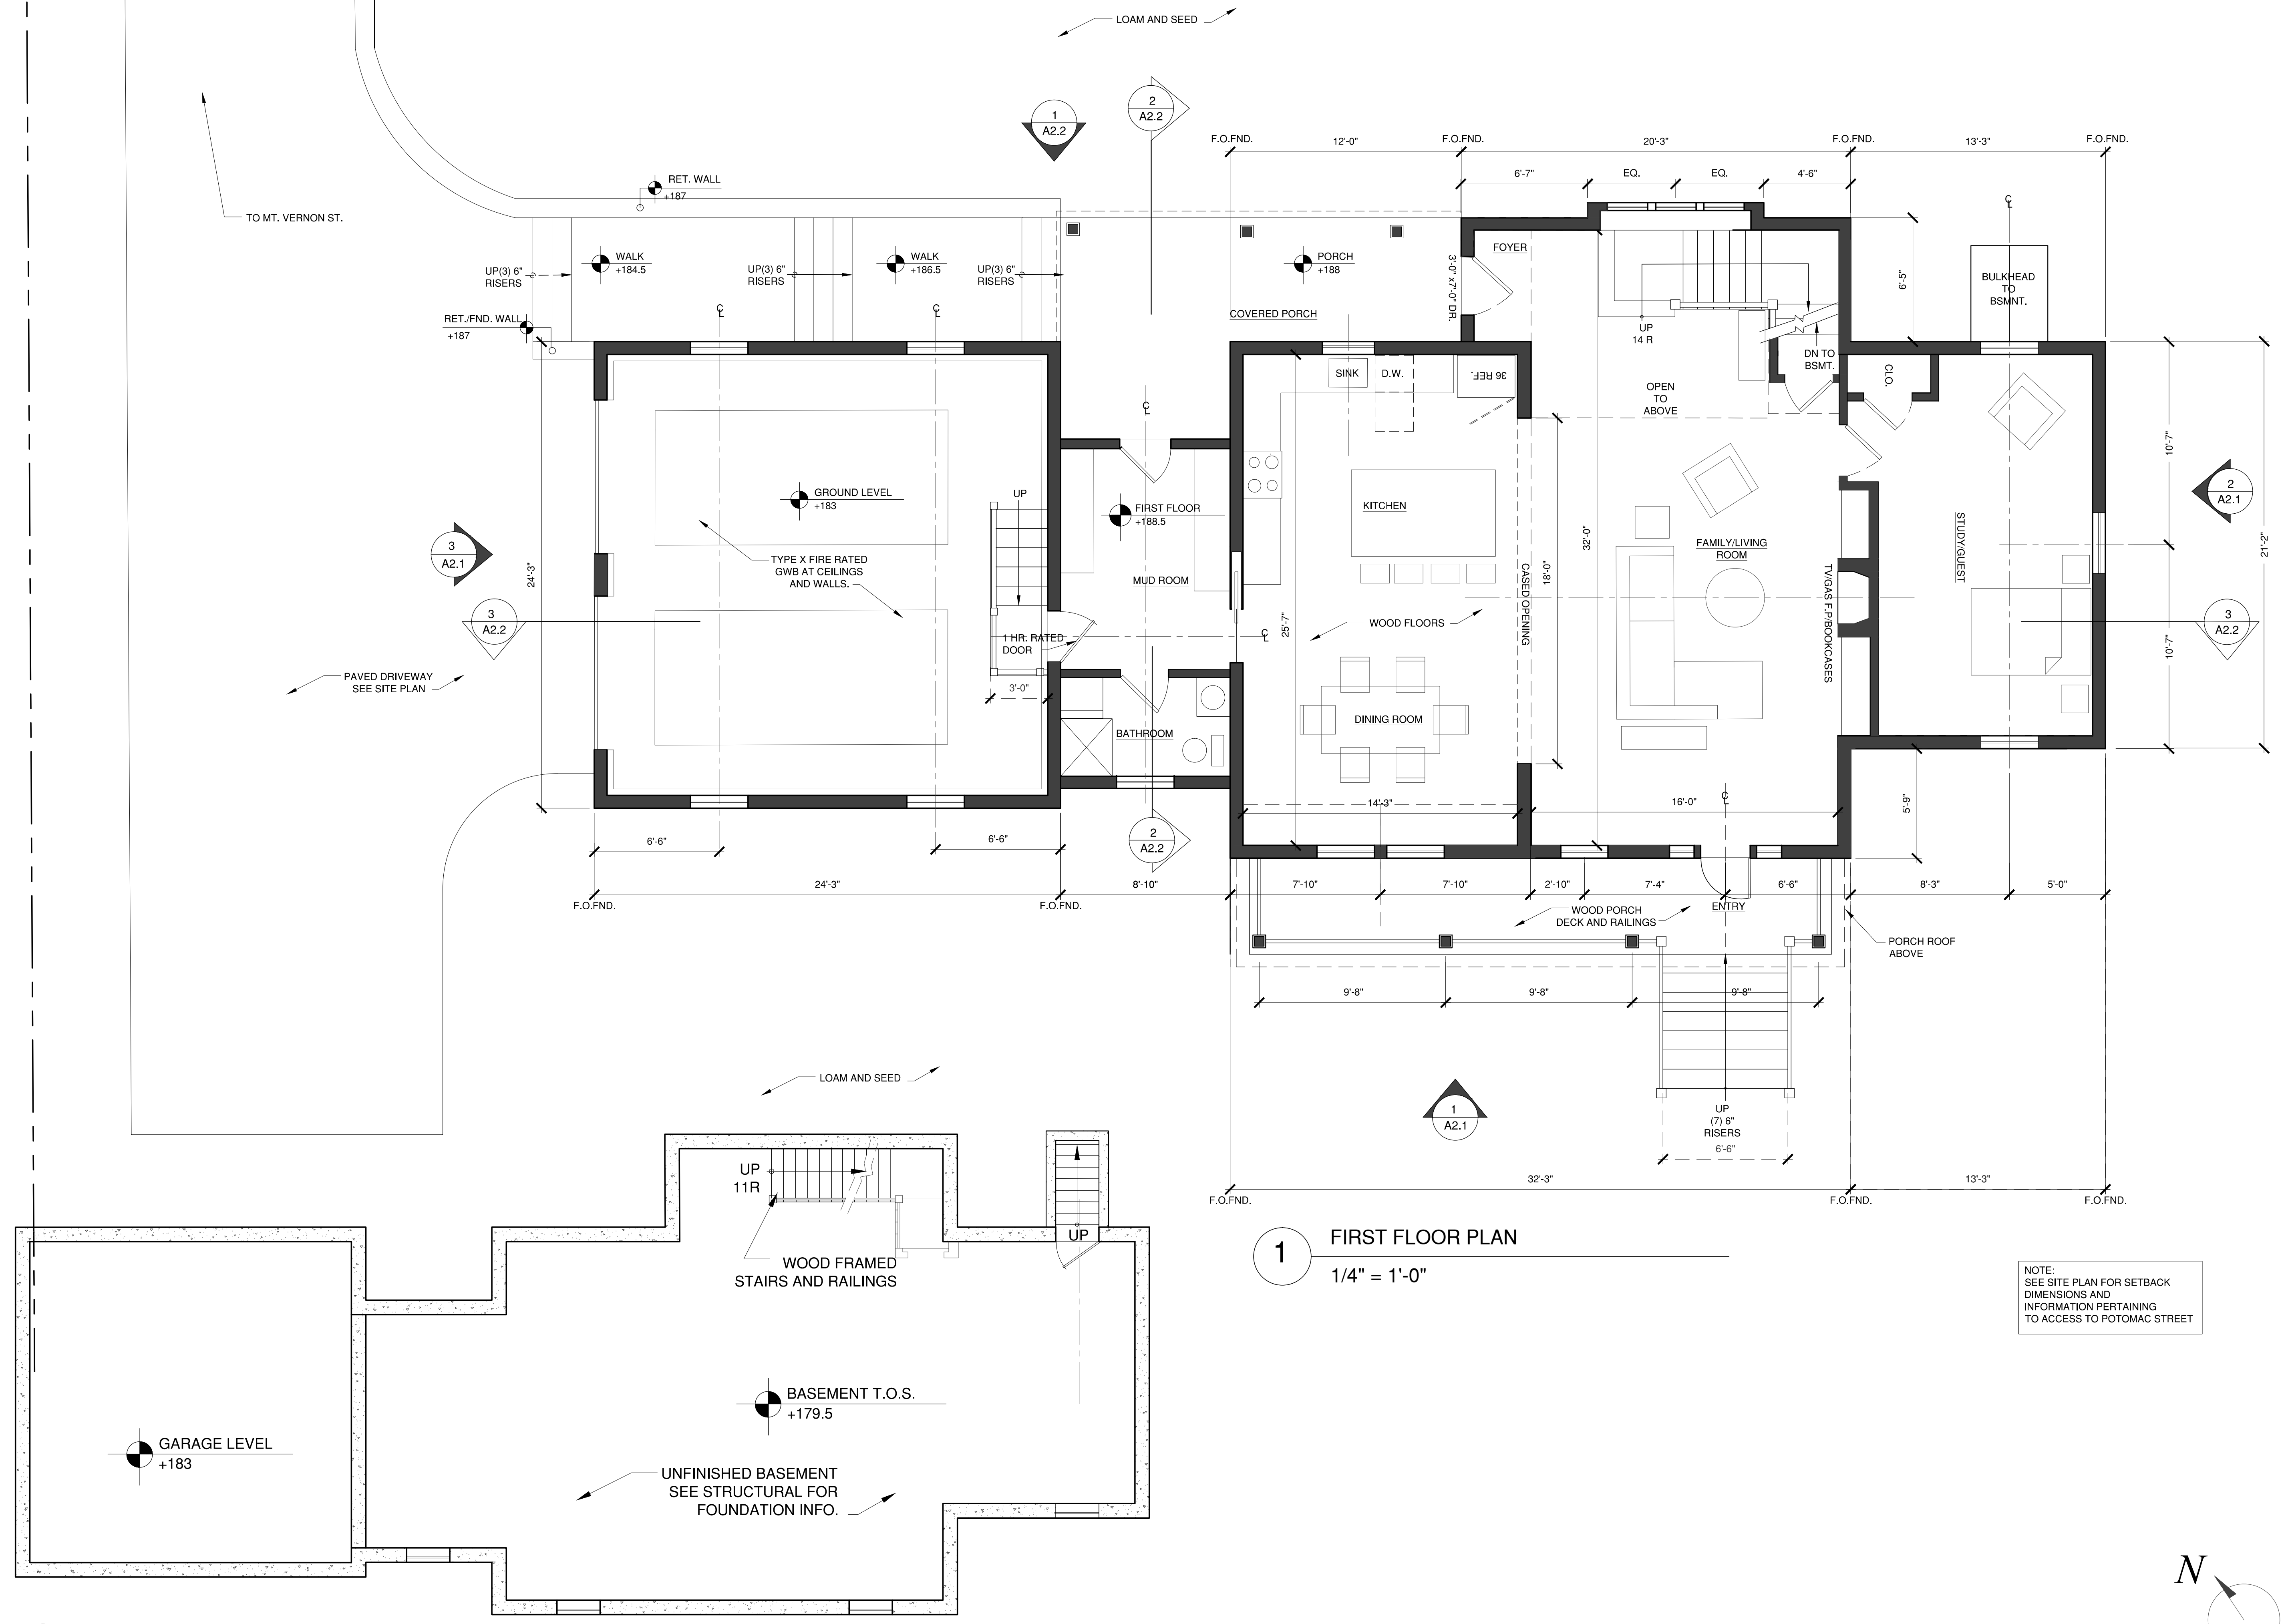 LOAM AND SEED
2
A2.2
1
A2.2
F.O.FND.
12'-0"
F.O.FND.
20'-3"
F.O.FND.
13'-3"
F.O.FND.
6'-7"
EQ.
EQ.
4'-6"
RET. WALL
+187
TO MT. VERNON ST.
℄
FOYER
WALK
+184.5
WALK
+186.5
PORCH
+188
UP(3) 6"
RISERS
UP(3) 6"
RISERS
UP(3) 6"
RISERS
3'-0" x7'-0" DR.
6'-5"
BULKHEAD
TO
BSMNT.
RET./FND. WALL
+187
℄
℄
COVERED PORCH
UP
14 R
DN TO
BSMT.
SINK
D.W.
36 REF.
CLO.
OPEN
TO
ABOVE
℄
10'-7"
2
A2.1
GROUND LEVEL
+183
UP
FIRST FLOOR
+188.5
KITCHEN
3
A2.1
24'-3"
TYPE X FIRE RATED
GWB AT CEILINGS
AND WALLS.
MUD ROOM
CASED OPENING
18'-0"
32'-0"
FAMILY/LIVING
ROOM
TV/GAS F.P/BOOKCASES
STUDY/GUEST
21'-2"
3
A2.2
1 HR. RATED
DOOR
℄
25'-7"
WOOD FLOORS
3
A2.2
10'-7"
PAVED DRIVEWAY
SEE SITE PLAN
3'-0"
BATHROOM
DINING ROOM
14'-3"
16'-0"
℄
5'-9"
6'-6"
6'-6"
2
A2.2
24'-3"
8'-10"
7'-10"
7'-10"
2'-10"
7'-4"
6'-6"
8'-3"
5'-0"
F.O.FND.
F.O.FND.
WOOD PORCH
DECK AND RAILINGS
ENTRY
PORCH ROOF
ABOVE
9'-8"
9'-8"
9'-8"
LOAM AND SEED
1
A2.1
UP
(7) 6"
RISERS
6'-6"
32'-3"
13'-3"
F.O.FND.
F.O.FND.
F.O.FND.
UP
11R
UP
WOOD FRAMED
STAIRS AND RAILINGS
1
FIRST FLOOR PLAN
1/4" = 1'-0"
NOTE:
SEE SITE PLAN FOR SETBACK
DIMENSIONS AND
INFORMATION PERTAINING
TO ACCESS TO POTOMAC STREET
BASEMENT T.O.S.
+179.5
GARAGE LEVEL
+183
UNFINISHED BASEMENT
SEE STRUCTURAL FOR
FOUNDATION INFO.
N